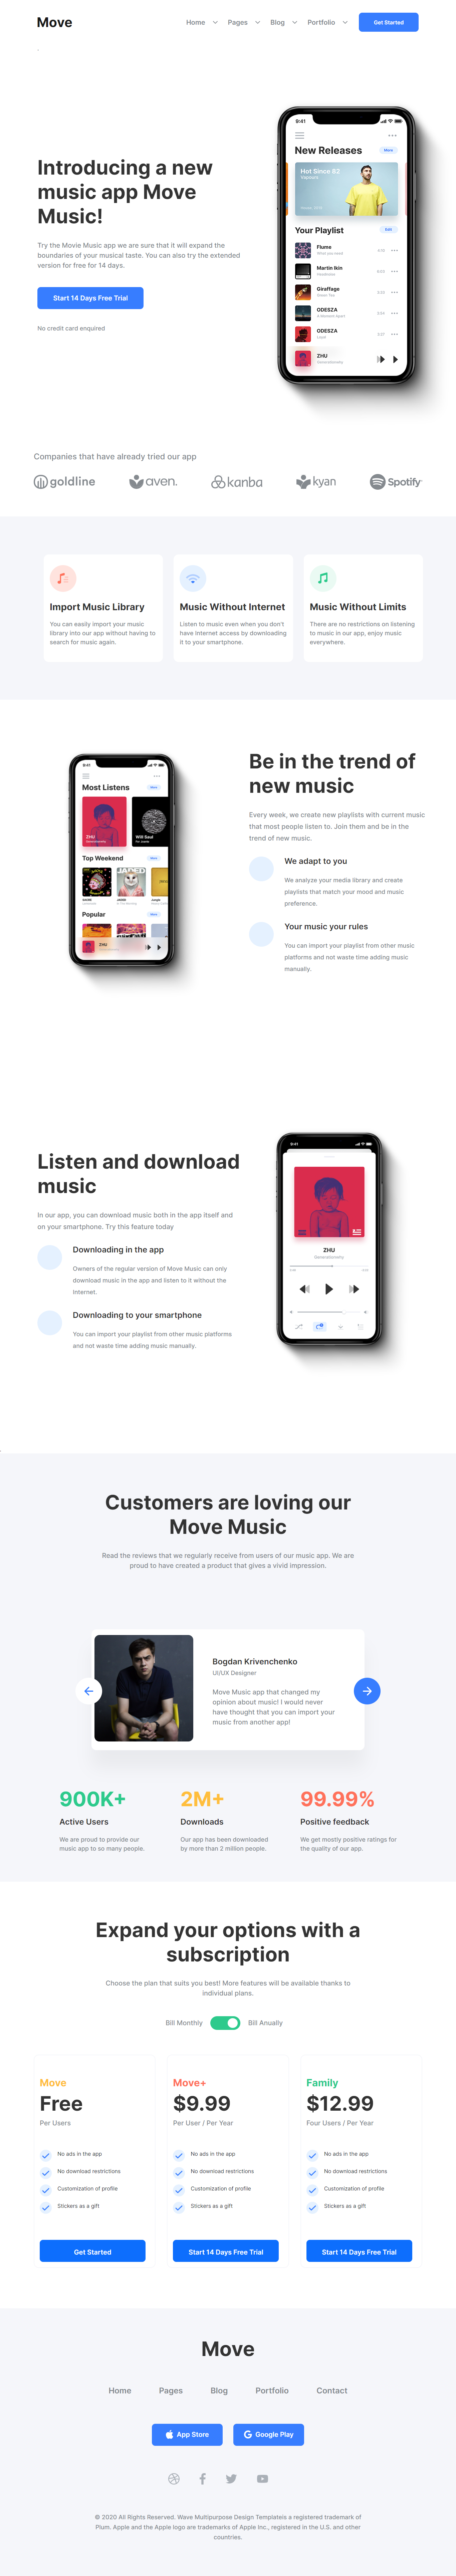 Move
Home
Pages
Blog
Portfolio
Get Started
Introducing a new
music app Move
Music!
Try the Movie Music app we are sure that it will expand the
boundaries of your musical taste. You can also try the extended
version for free for 14 days.
Start 14 Days Free Trial
No credit card enquired
9:41
New Releases
More
Hot Since 82
Your Playlist
Edit
Flume
Martin Ikin
Giraffage
ODESZA
ODESZA
ZHU
Companies that have already tried our app
goldline
aven.
kanba
kyan
Spotify
Import Music Library
You can easily import your music
library into our app without having to
search for music again.
Music Without Internet
Listen to music even when you don't
have Internet access by downloading
it to your smartphone.
Music Without Limits
There are no restrictions on listening
to music in our app, enjoy music
everywhere.
9:41
Most Listens
More
ZHU
Generationwhy
Will Saul
Top Weekend
More
Popular
More
ZHU
Be in the trend of
new music
Every week, we create new playlists with current music
that most people listen to. Join them and be in the
trend of new music.
We adapt to you
We analyze your media library and create
playlists that match your mood and music
preference.
Your music your rules
You can import your playlist from other music
platforms and not waste time adding music
manually.
Listen and download
music
In our app, you can download music both in the app itself and
on your smartphone. Try this feature today
Downloading in the app
Owners of the regular version of Move Music can only
download music in the app and listen to it without the
Internet.
Downloading to your smartphone
You can import your playlist from other music platforms
and not waste time adding music manually.
9:41
ZHU
Generationwhy
Customers are loving our
Move Music
Read the reviews that we regularly receive from users of our music app. We are
proud to have created a product that gives a vivid impression.
Bogdan Krivenchenko
UI/UX Designer
Move Music app that changed my
opinion about music! I would never
have thought that you can import your
music from another app!
900K+
Active Users
We are proud to provide our
music app to so many people.
2M+
Downloads
Our app has been downloaded
by more than 2 million people.
99.99%
Positive feedback
We get mostly positive ratings for
the quality of our app.
Expand your options with a
subscription
Choose the plan that suits you best! More features will be available thanks to
individual plans.
Bill Monthly
Bill Anually
Move
Free
Per Users
No ads in the app
No download restrictions
Customization of profile
Stickers as a gift
Get Started
Move+
$9.99
Per User / Per Year
No ads in the app
No download restrictions
Customization of profile
Stickers as a gift
Start 14 Days Free Trial
Family
$12.99
Four Users / Per Year
No ads in the app
No download restrictions
Customization of profile
Stickers as a gift
Start 14 Days Free Trial
Move
Home
Pages
Blog
Portfolio
Contact
App Store
Google Play
© 2020 All Rights Reserved. Wave Multipurpose Design Templateis a registered trademark of
Plum. Apple and the Apple logo are trademarks of Apple Inc., registered in the U.S. and other
countries.